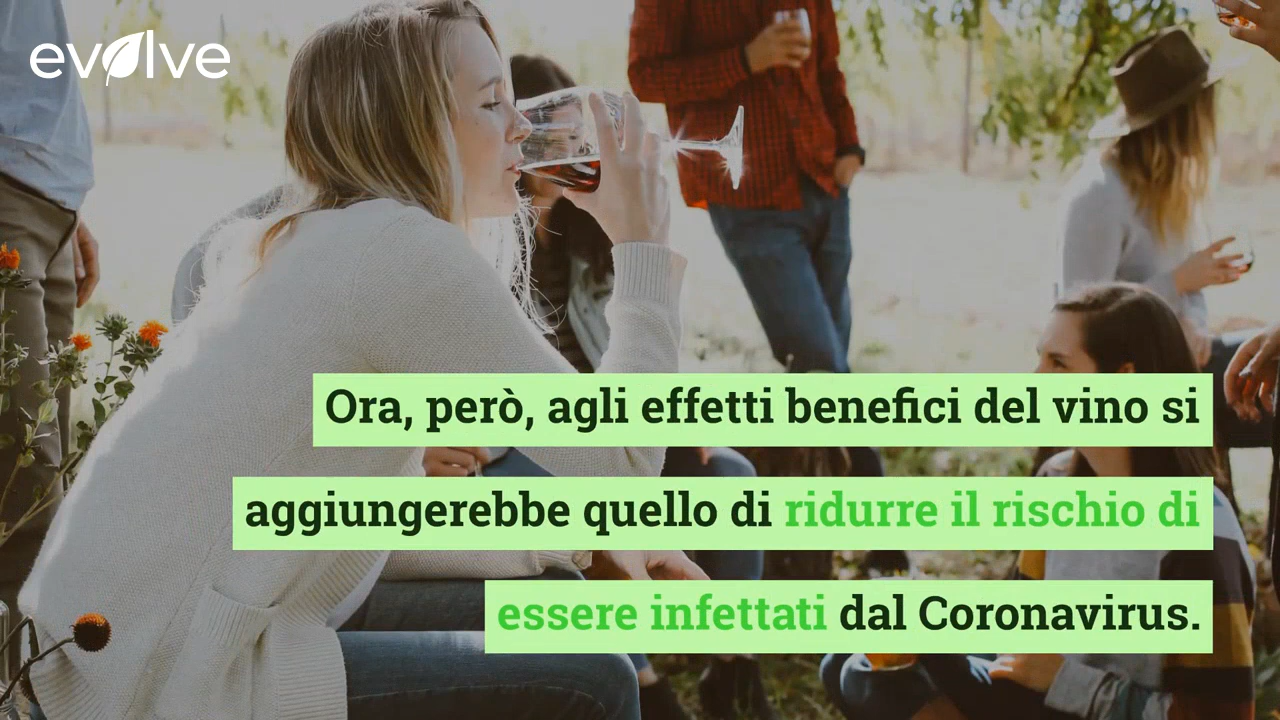 evolve
Ora, però, agli effetti benefici del vino si
aggiungerebbe quello di ridurre il rischio di
essere infettati dal Coronavirus.